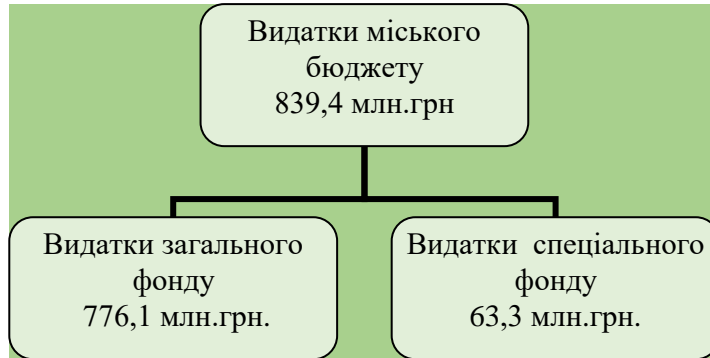 Видатки міського
бюджету
839,4 млн.грн
Видатки загального
фонду
776,1 млн.грн.
Видатки спеціального
фонду
63,3 млн.грн.